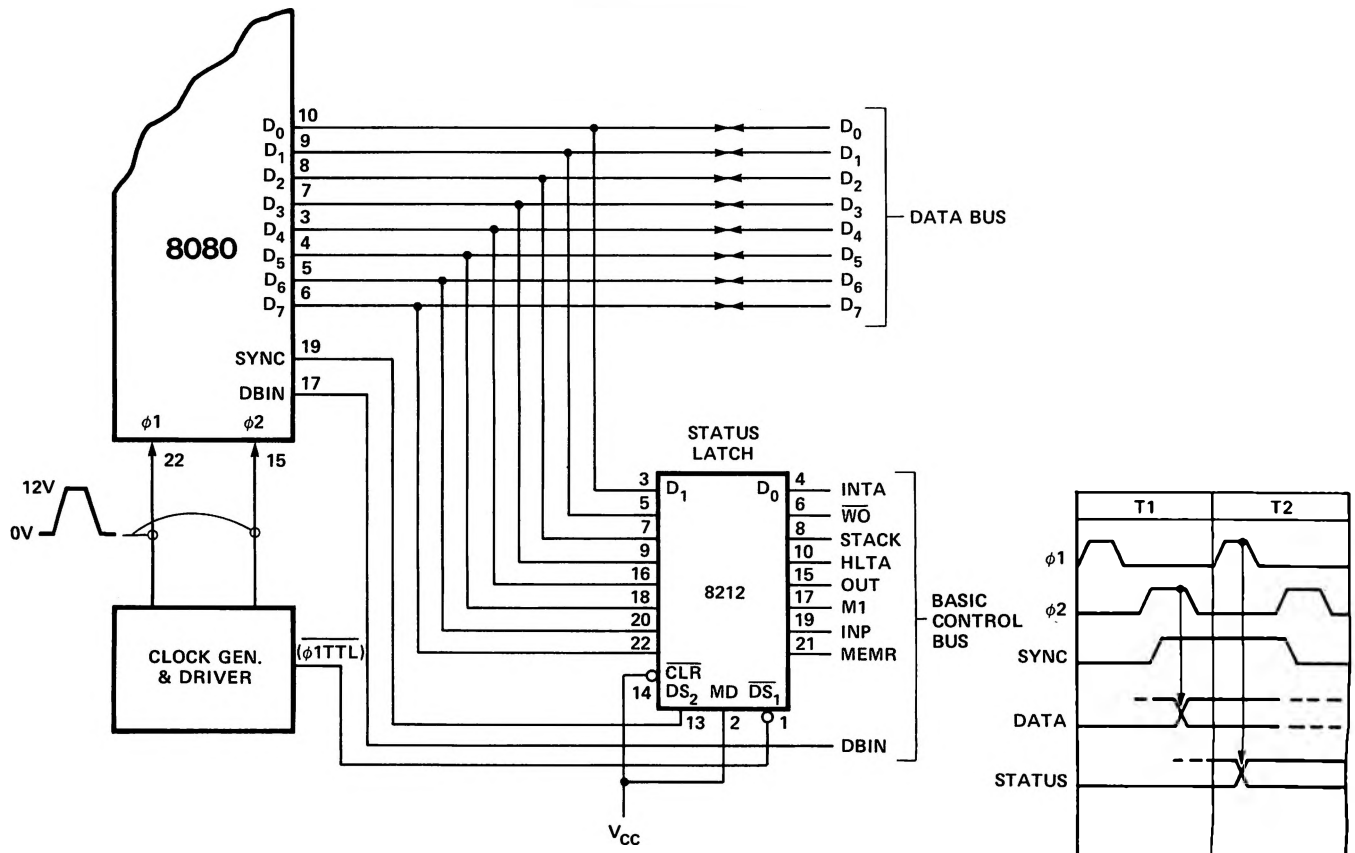 10
D0
D0
9
D1
D1
8
D2
D2
7
D3
D3
3
D4
D4
4
D5
D5
5
D6
D6
6
D7
D7
DATA BUS
8080
SYNC
19
DBIN
17
φ1
φ2
22
15
12V
0V
CLOCK GEN.
& DRIVER
(φ1TTL)
STATUS
LATCH
3
D1
D0
4
INTA
5
6
WO
7
8
STACK
9
10
HLTA
16
15
OUT
18
17
M1
20
19
INP
22
21
MEMR
8212
CLR
14
DS2
MD
DS1
13
2
1
DBIN
VCC
BASIC
CONTROL
BUS
T1
T2
φ1
φ2
SYNC
DATA
STATUS